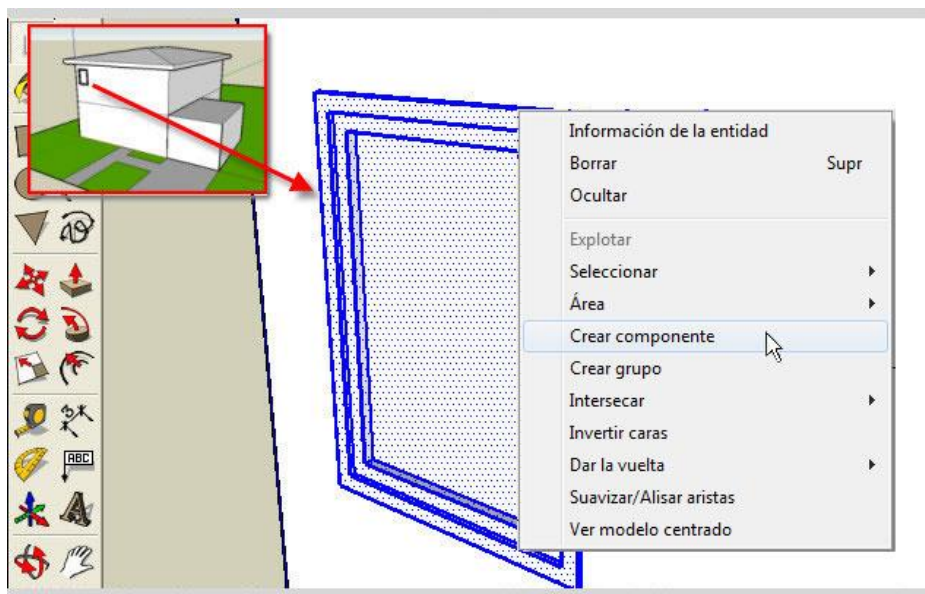 Información de la entidad
Borrar Supr
Ocultar
Explotar
Seleccionar
Área
Crear componente
Crear grupo
Intersecar
Invertir caras
Dar la vuelta
Suavizar/Alisar aristas
Ver modelo centrado
ABC
A